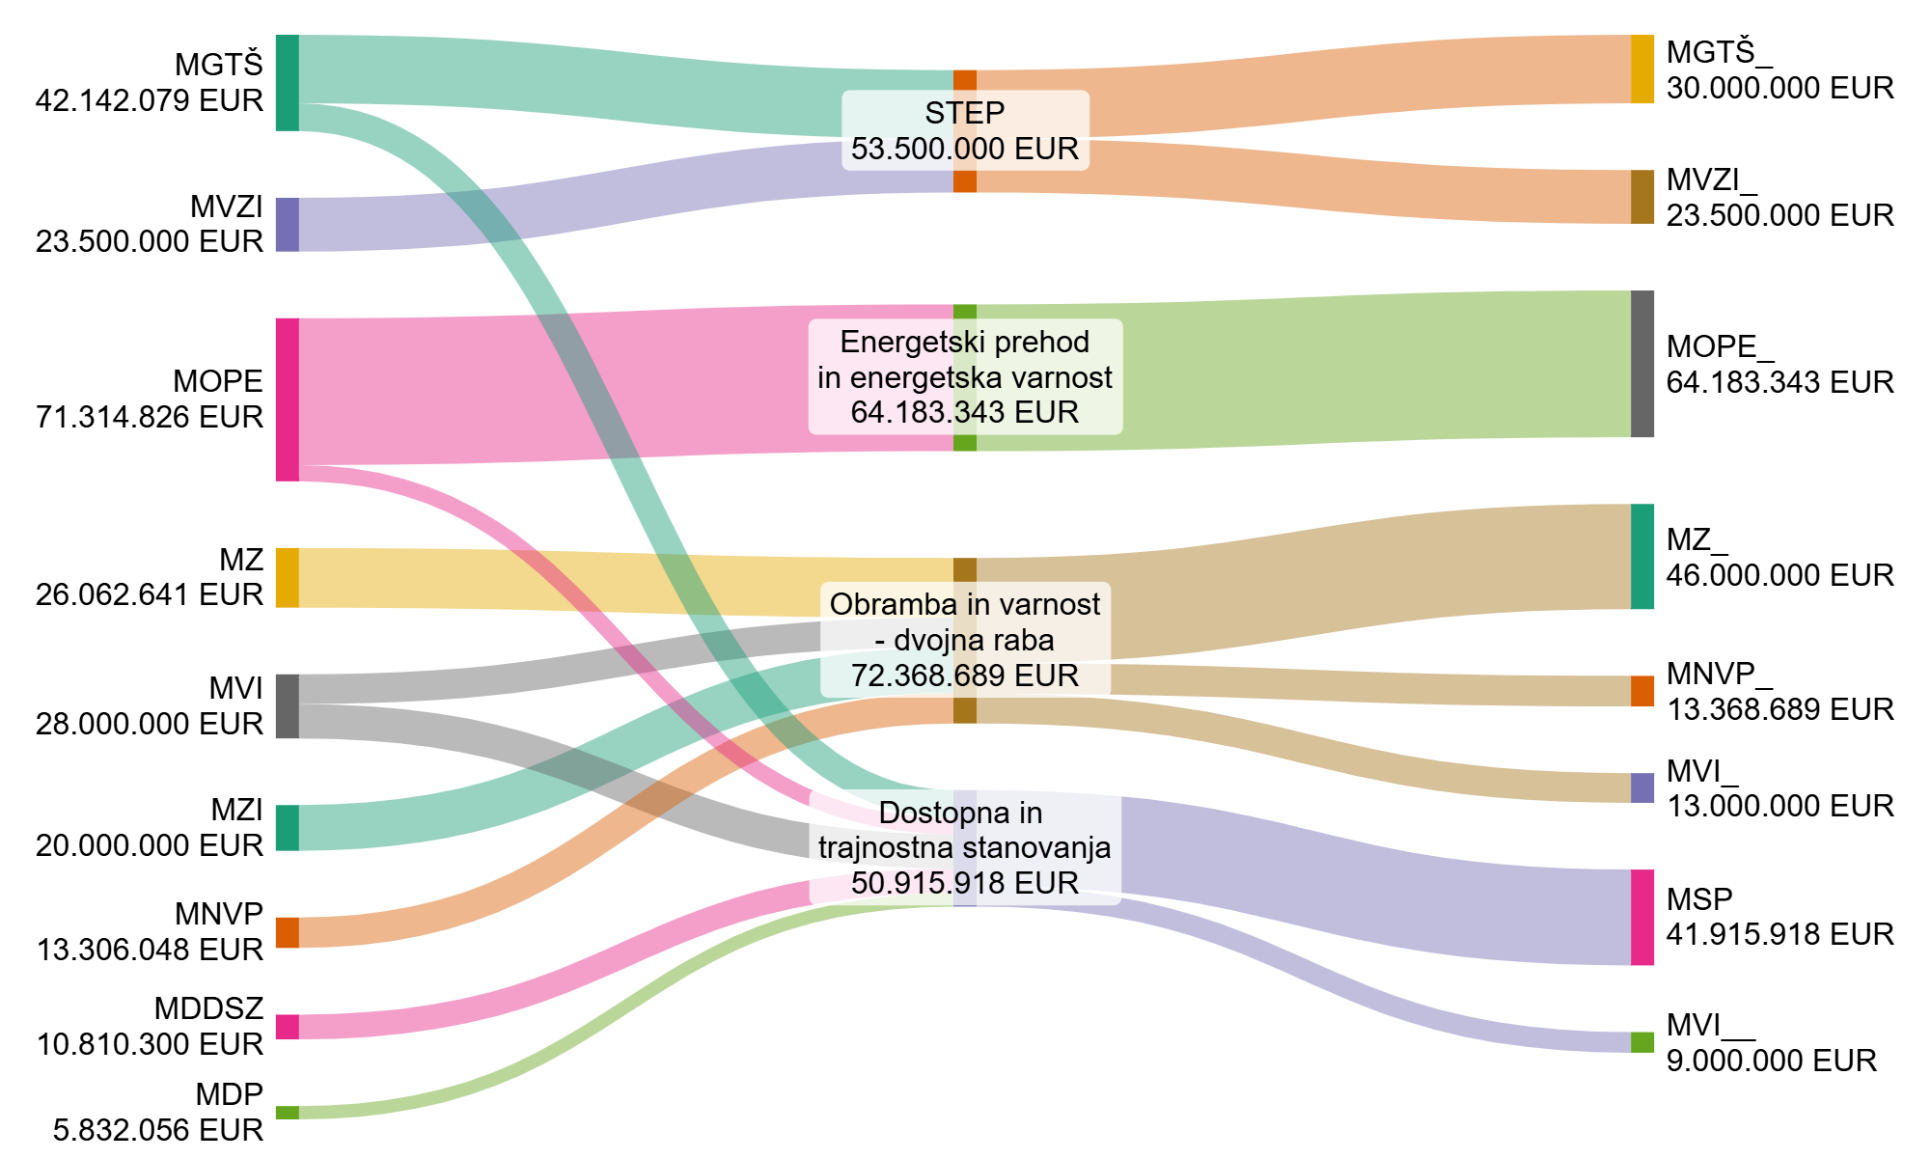 MGTŠ
42.142.079 EUR
MVZI
23.500.000 EUR
MOPE
71.314.826 EUR
MZ
26.062.641 EUR
MVI
28.000.000 EUR
MZI
20.000.000 EUR
MNVP
13.306.048 EUR
MDDSZ
10.810.300 EUR
MDP
5.832.056 EUR
STEP
53.500.000 EUR
Energetski prehod
in energetska varnost
64.183.343 EUR
Obramba in varnost
- dvojna raba
72.368.689 EUR
Dostopna in
trajnostna stanovanja
50.915.918 EUR
MGTŠ_
30.000.000 EUR
MVZI_
23.500.000 EUR
MOPE_
64.183.343 EUR
MZ_
46.000.000 EUR
MNVP_
13.368.689 EUR
MVI_
13.000.000 EUR
MSP
41.915.918 EUR
MVI__
9.000.000 EUR